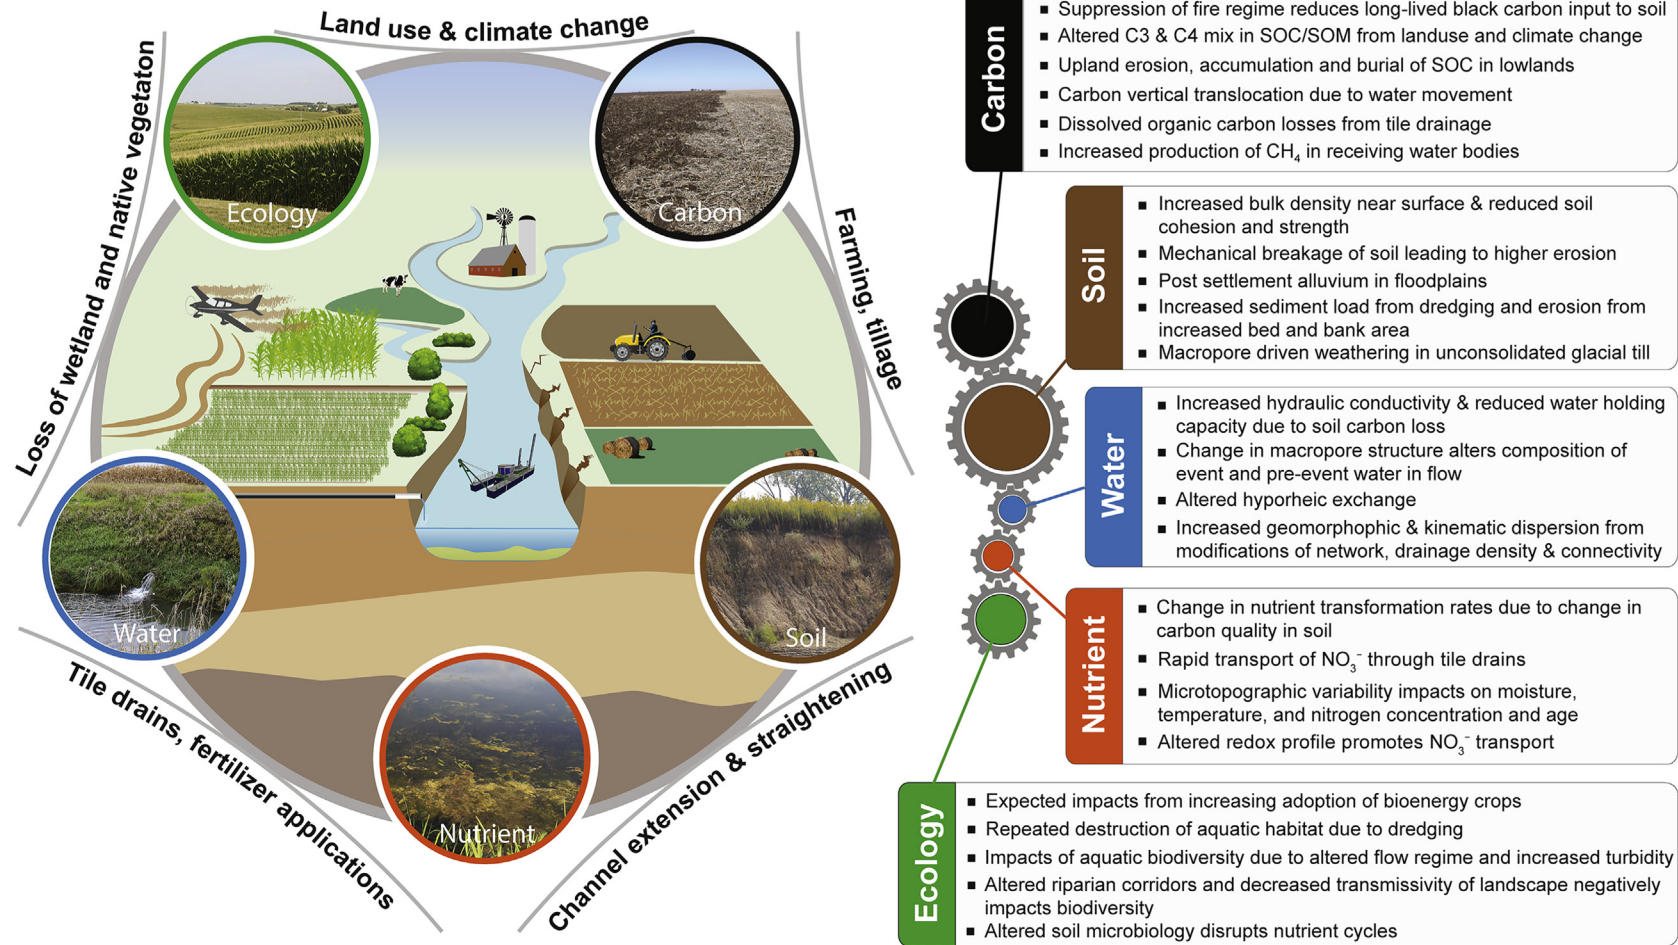 Land use & climate change
Loss of wetland and native vegetaton
Farming, tillage
Tile drains, fertilizer applications
Channel extension & straightening
Ecology
Carbon
Water
Soil
Nutrient
Carbon
▪ Suppression of fire regime reduces long-lived black carbon input to soil
▪ Altered C3 & C4 mix in SOC/SOM from landuse and climate change
▪ Upland erosion, accumulation and burial of SOC in lowlands
▪ Carbon vertical translocation due to water movement
▪ Dissolved organic carbon losses from tile drainage
▪ Increased production of CH₄ in receiving water bodies
Soil
▪ Increased bulk density near surface & reduced soil
cohesion and strength
▪ Mechanical breakage of soil leading to higher erosion
▪ Post settlement alluvium in floodplains
▪ Increased sediment load from dredging and erosion from
increased bed and bank area
▪ Macropore driven weathering in unconsolidated glacial till
Water
▪ Increased hydraulic conductivity & reduced water holding
capacity due to soil carbon loss
▪ Change in macropore structure alters composition of
event and pre-event water in flow
▪ Altered hyporheic exchange
▪ Increased geomorphophic & kinematic dispersion from
modifications of network, drainage density & connectivity
Nutrient
▪ Change in nutrient transformation rates due to change in
carbon quality in soil
▪ Rapid transport of NO₃⁻ through tile drains
▪ Microtopographic variability impacts on moisture,
temperature, and nitrogen concentration and age
▪ Altered redox profile promotes NO₃⁻ transport
Ecology
▪ Expected impacts from increasing adoption of bioenergy crops
▪ Repeated destruction of aquatic habitat due to dredging
▪ Impacts of aquatic biodiversity due to altered flow regime and increased turbidity
▪ Altered riparian corridors and decreased transmissivity of landscape negatively
impacts biodiversity
▪ Altered soil microbiology disrupts nutrient cycles